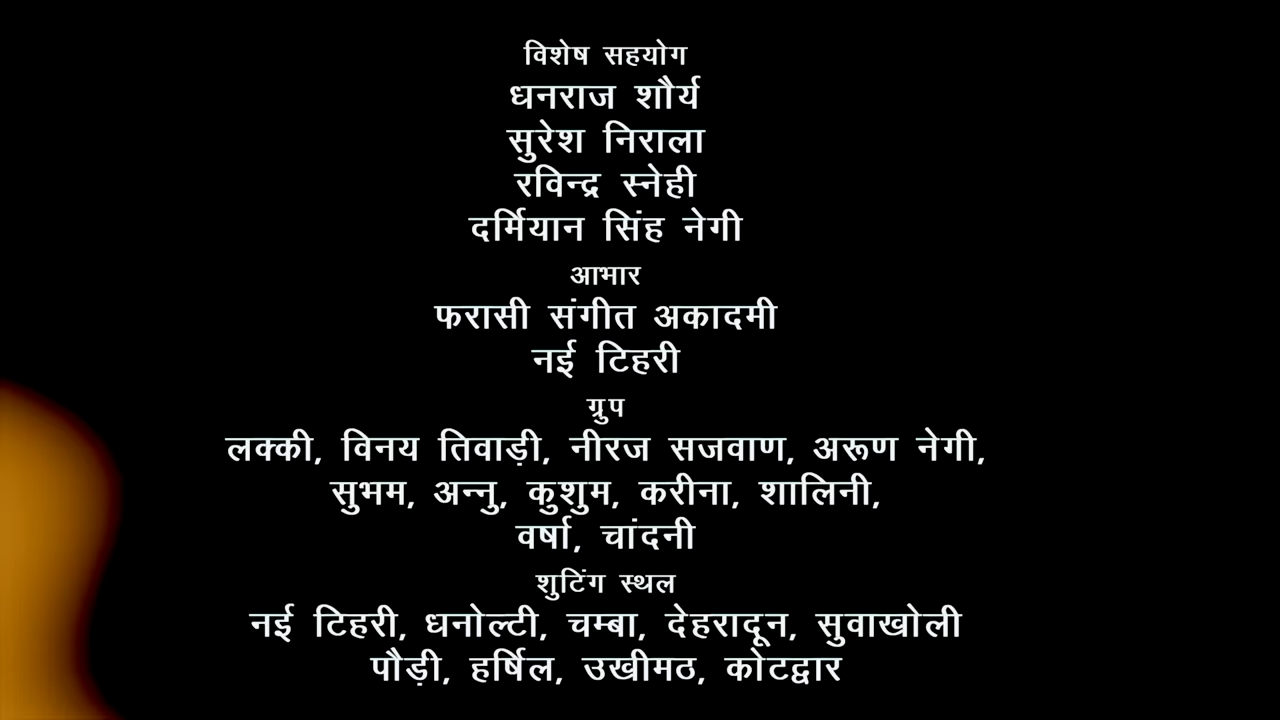 विशेष सहयोग
धनराज शौर्य
सुरेश निराला
रविन्द्र स्नेही
दर्मियान सिंह नेगी
आभार
फरासी संगीत अकादमी
नई टिहरी
ग्रुप
लक्की, विनय तिवाड़ी, नीरज सजवाण, अरूण नेगी,
सुभम, अन्नु, कुशुम, करीना, शालिनी,
वर्षा, चांदनी
शुटिंग स्थल
नई टिहरी, धनोल्टी, चम्बा, देहरादून, सुवाखोली
पौड़ी, हर्षिल, उखीमठ, कोटद्वार